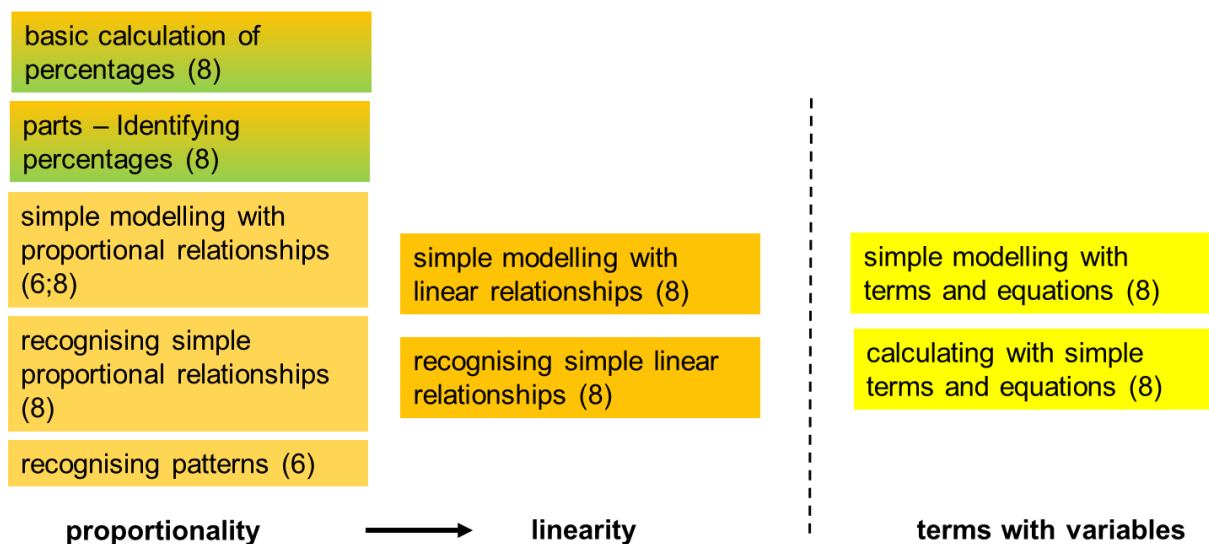 basic calculation of
percentages (8)
parts – Identifying
percentages (8)
simple modelling with
proportional relationships
(6;8)
recognising simple
proportional relationships
(8)
recognising patterns (6)
proportionality
simple modelling with
linear relationships (8)
recognising simple linear
relationships (8)
linearity
simple modelling with
terms and equations (8)
calculating with simple
terms and equations (8)
terms with variables